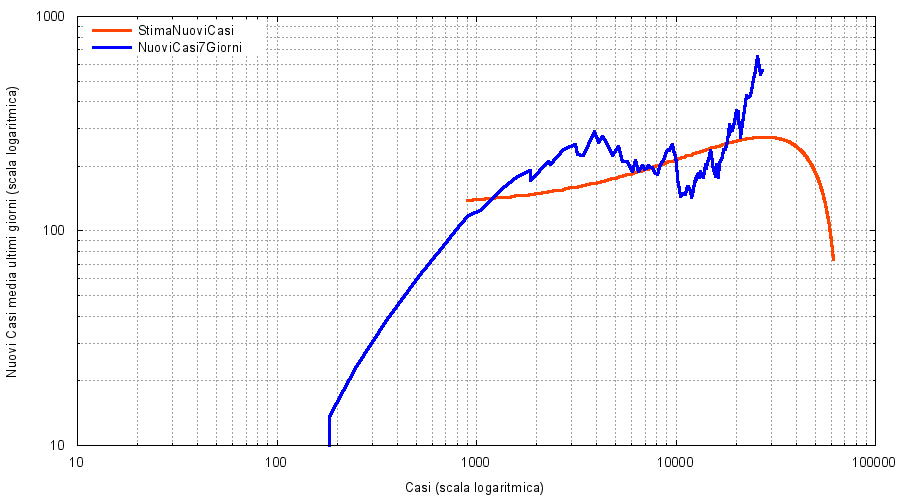 1000
StimaNuoviCasi
NuoviCasi7Giorni
Nuovi Casi media ultimi giorni (scala logaritmica)
100
10
10 100 1000 10000 100000
Casi (scala logaritmica)